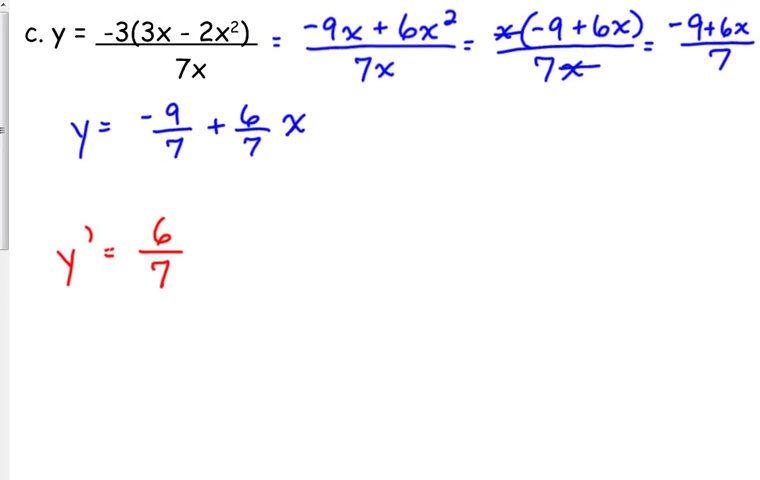 c. y = -3(3x - 2x²) / 7x = -9x + 6x² / 7x = x(-9 + 6x) / 7x = -9+6x / 7
y = -9/7 + 6/7 x
y' = 6/7